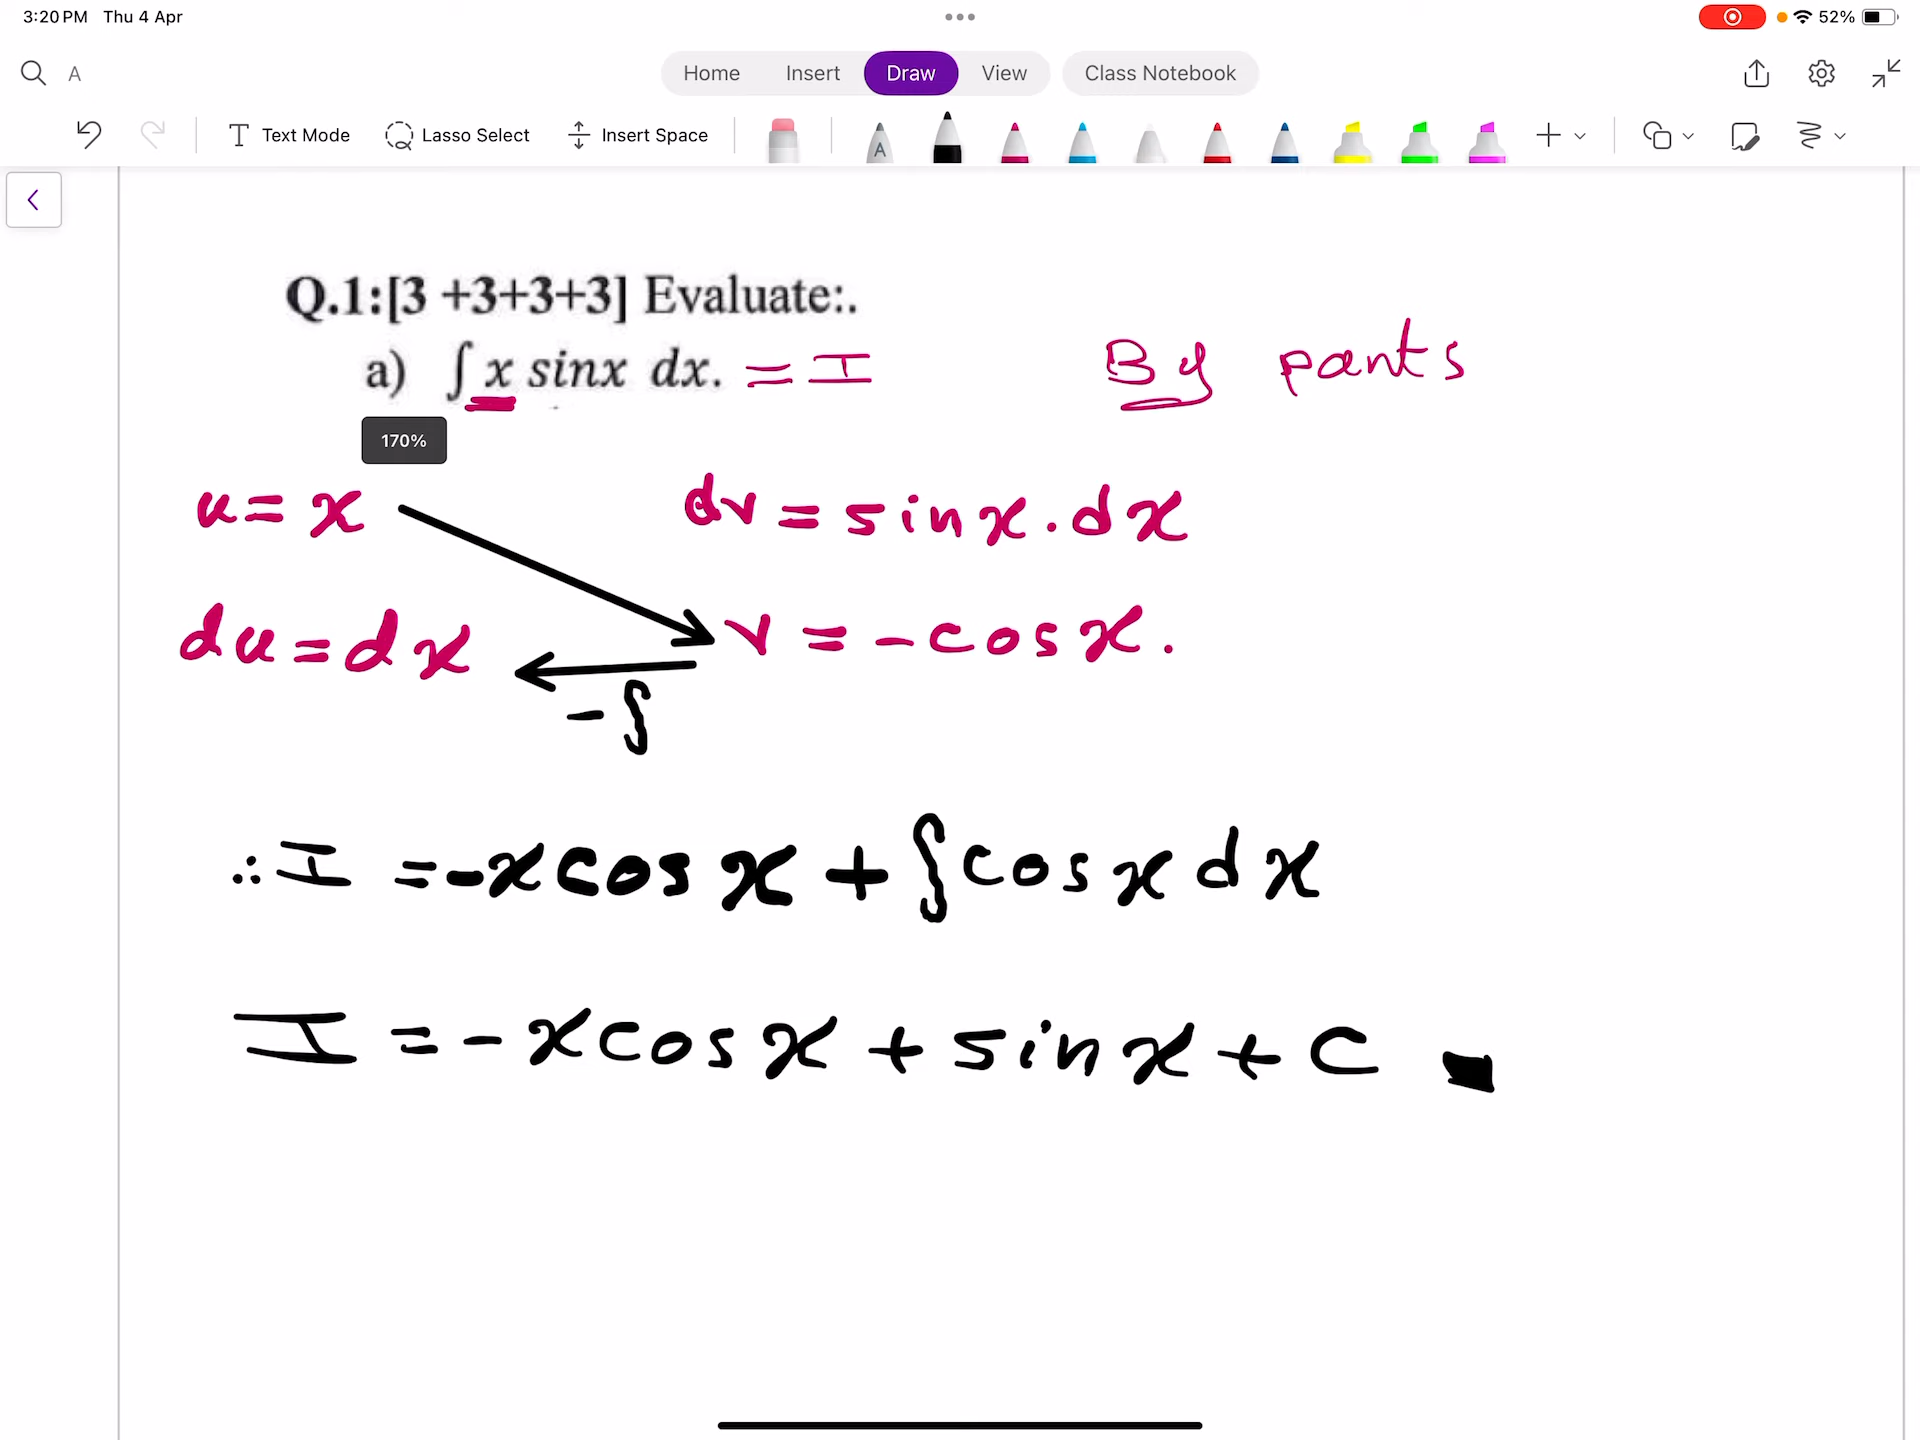 3:20 PM Thu 4 Apr 52%
A Home Insert Draw View Class Notebook
Text Mode Lasso Select Insert Space A
Q.1:[3 +3+3+3] Evaluate:.
a) ∫ x sinx dx. = I By parts
170%
u = x dv = sinx.dx
du = dx v = -cosx.
-∫
∴ I = -xcosx + ∫cosx dx
I = -xcosx + sinx + c